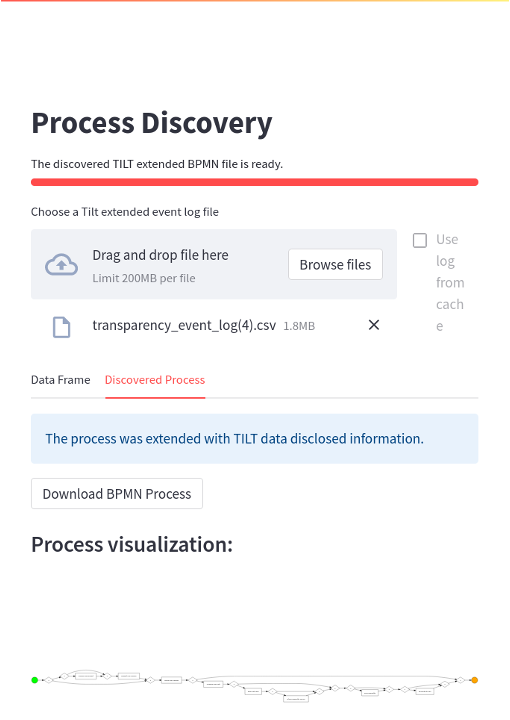 Process Discovery
The discovered TILT extended BPMN file is ready.
Choose a Tilt extended event log file
Drag and drop file here
Limit 200MB per file
Browse files
Use
log
from
cach
e
transparency_event_log(4).csv 1.8MB
Data Frame Discovered Process
The process was extended with TILT data disclosed information.
Download BPMN Process
Process visualization: